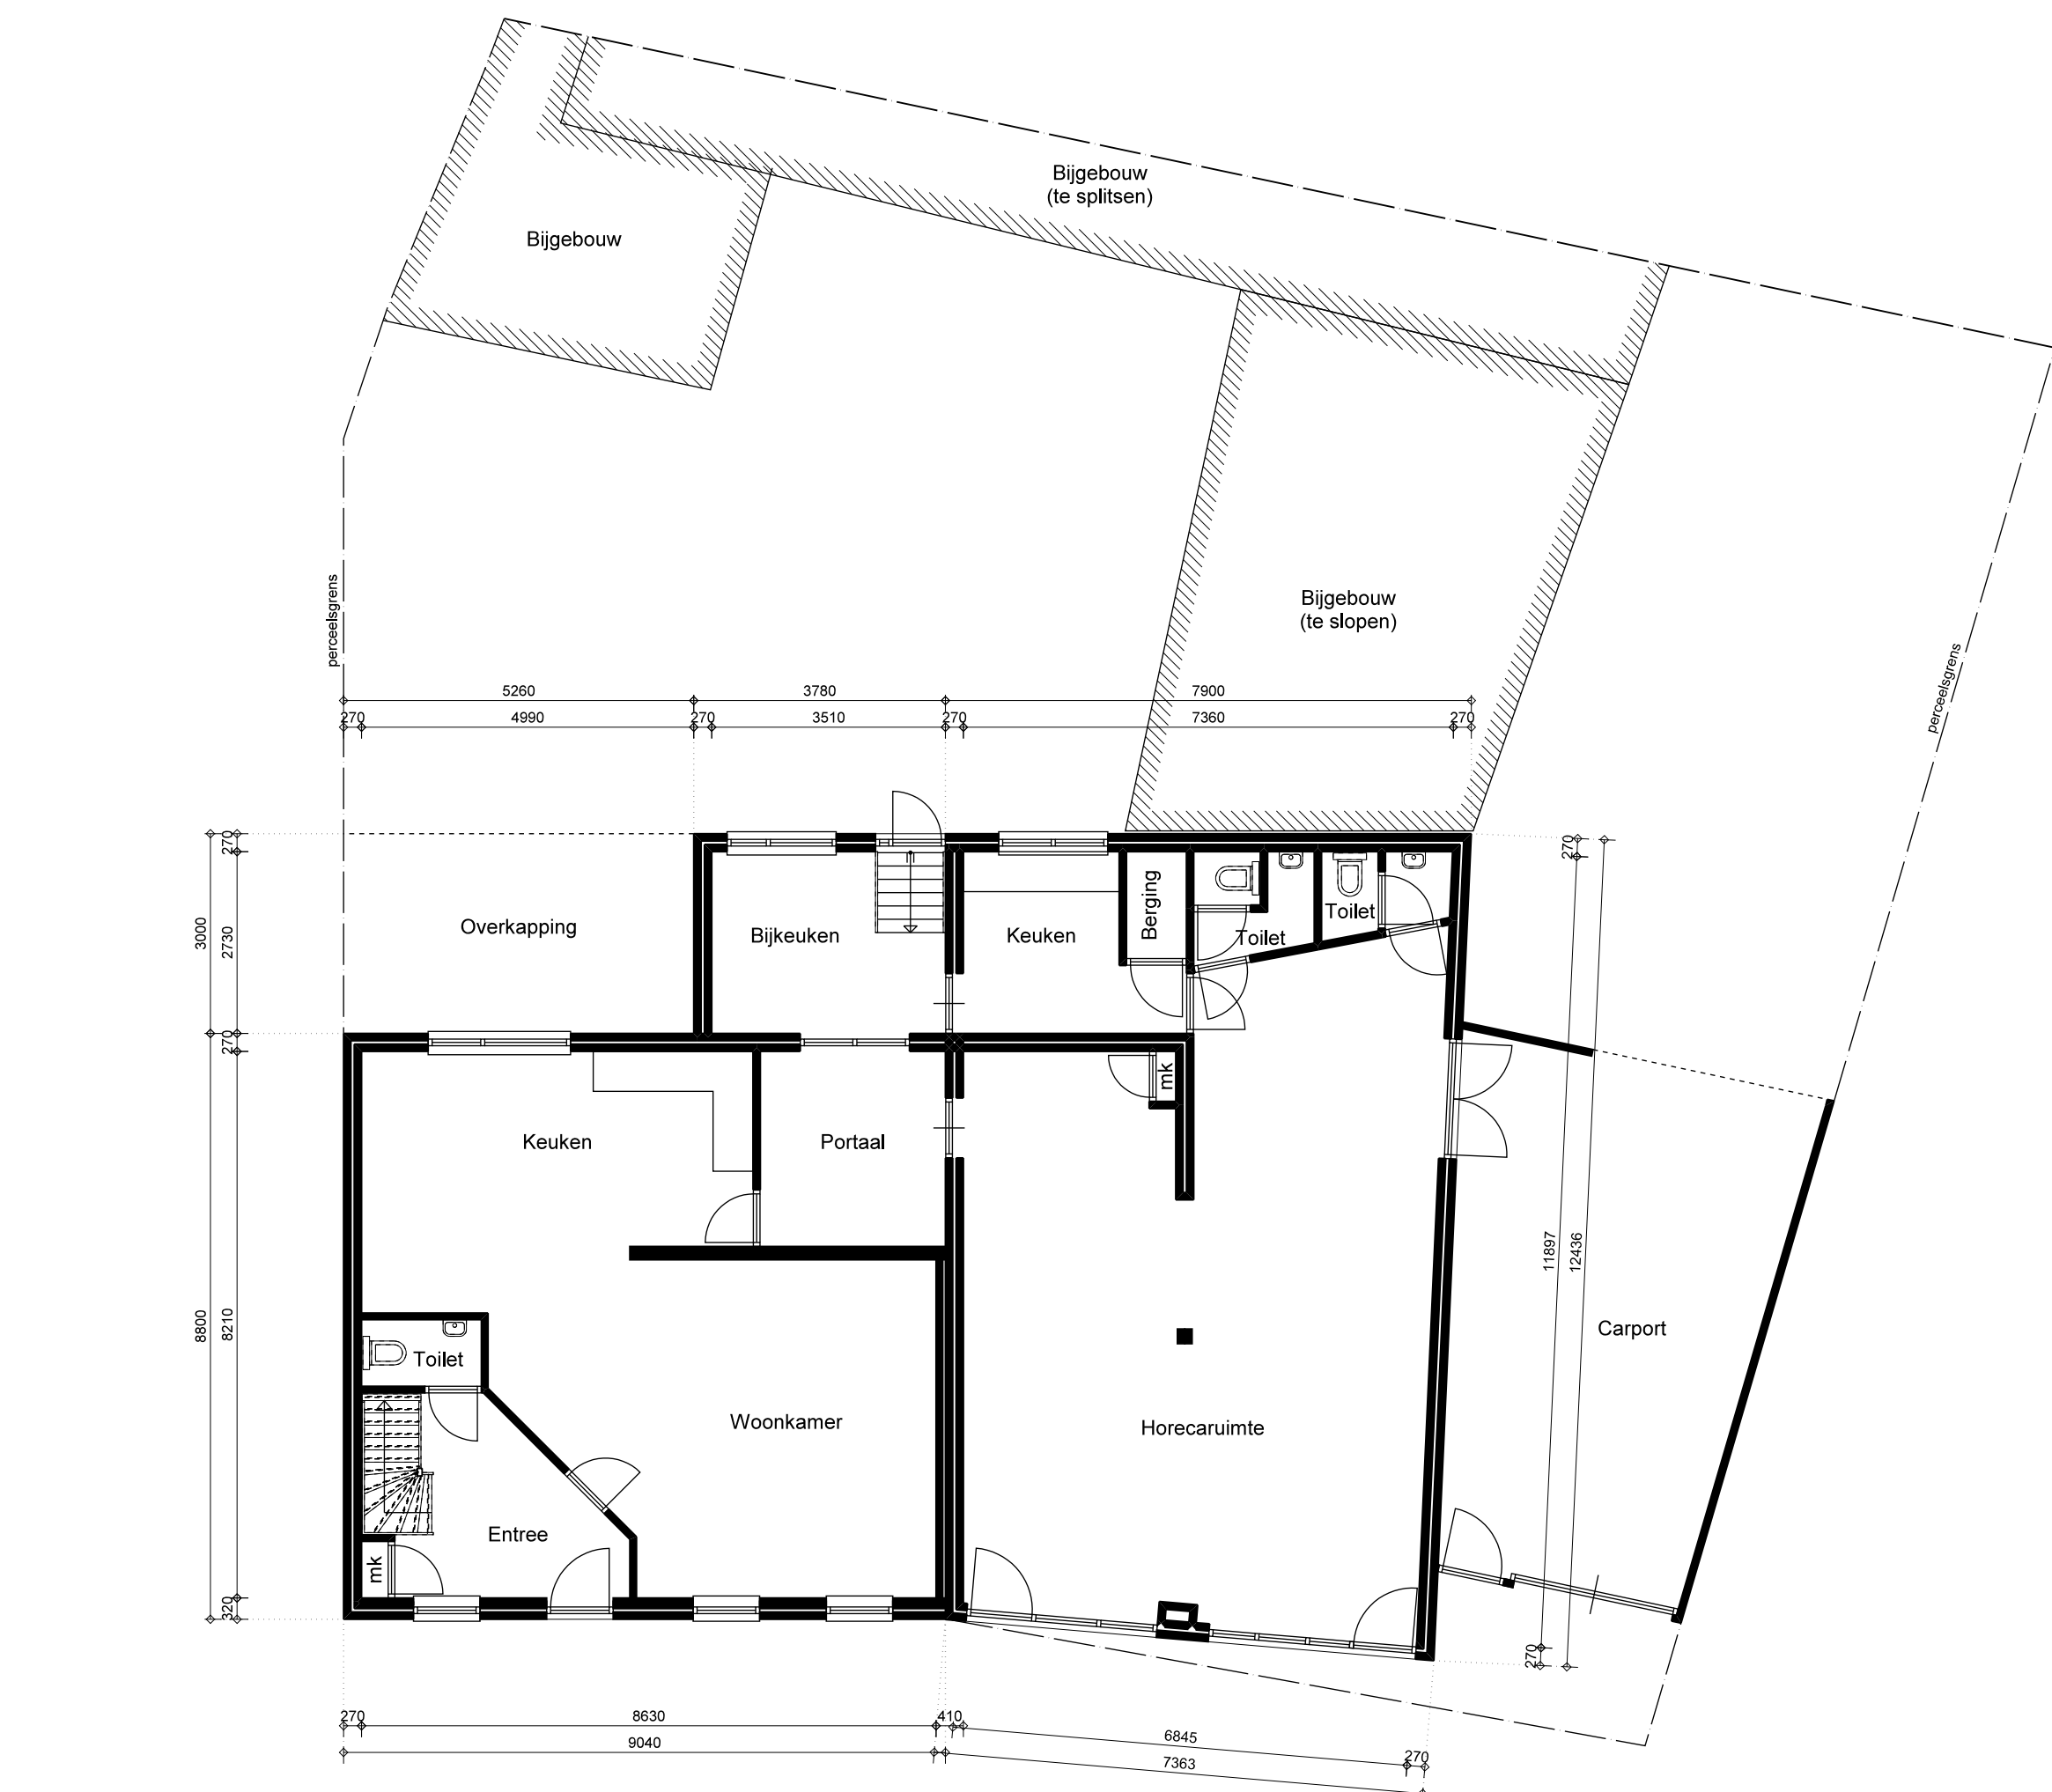 Bijgebouw
(te splitsen)
Bijgebouw
Bijgebouw
(te slopen)
perceelsgrens
perceelsgrens
5260
3780
7900
270
4990
270
3510
270
7360
270
270
3000
2730
270
8800
8210
320
Overkapping
Bijkeuken
Keuken
Berging
Toilet
Toilet
270
11897
12436
270
Keuken
Portaal
mk
Carport
Toilet
Woonkamer
Horecaruimte
Entree
mk
270
8630
410
9040
6845
270
7363